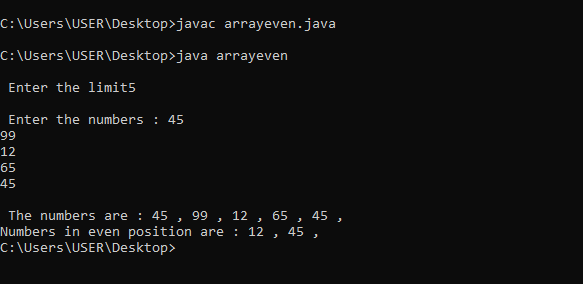 C:\Users\USER\Desktop>javac arrayeven.java
C:\Users\USER\Desktop>java arrayeven
Enter the limit5
Enter the numbers : 45
99
12
65
45
The numbers are : 45 , 99 , 12 , 65 , 45 ,
Numbers in even position are : 12 , 45 ,
C:\Users\USER\Desktop>